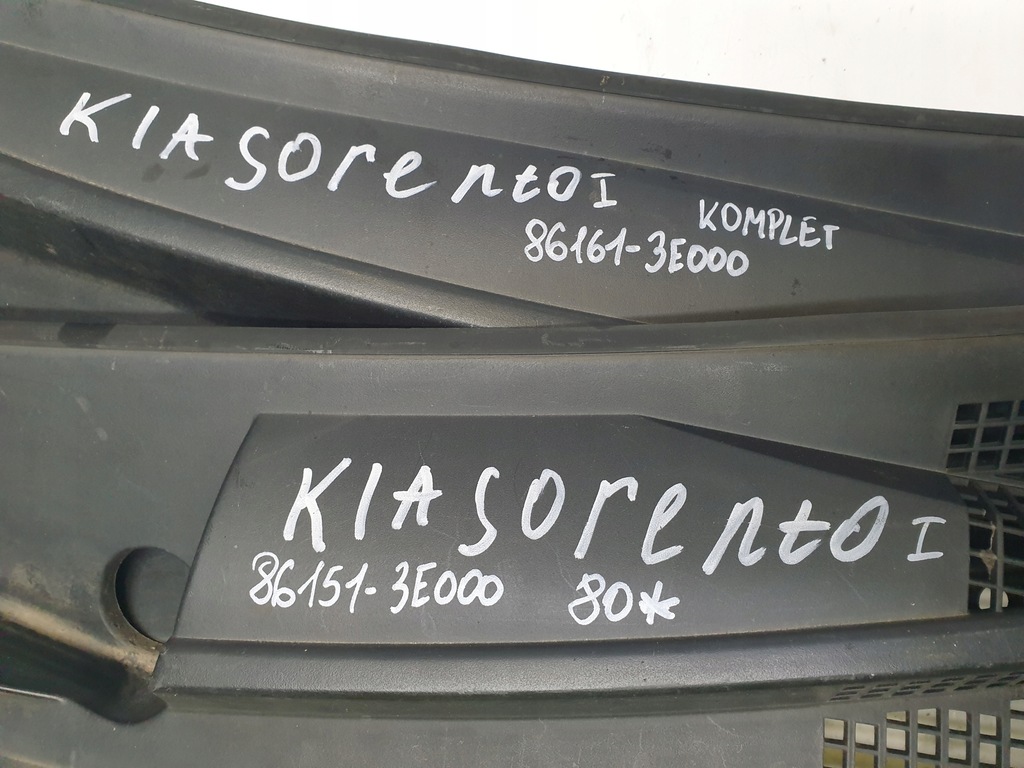 KIA Sorento I
KOMPLET
86161-3E000
KIA Sorento I
86151-3E000 80*